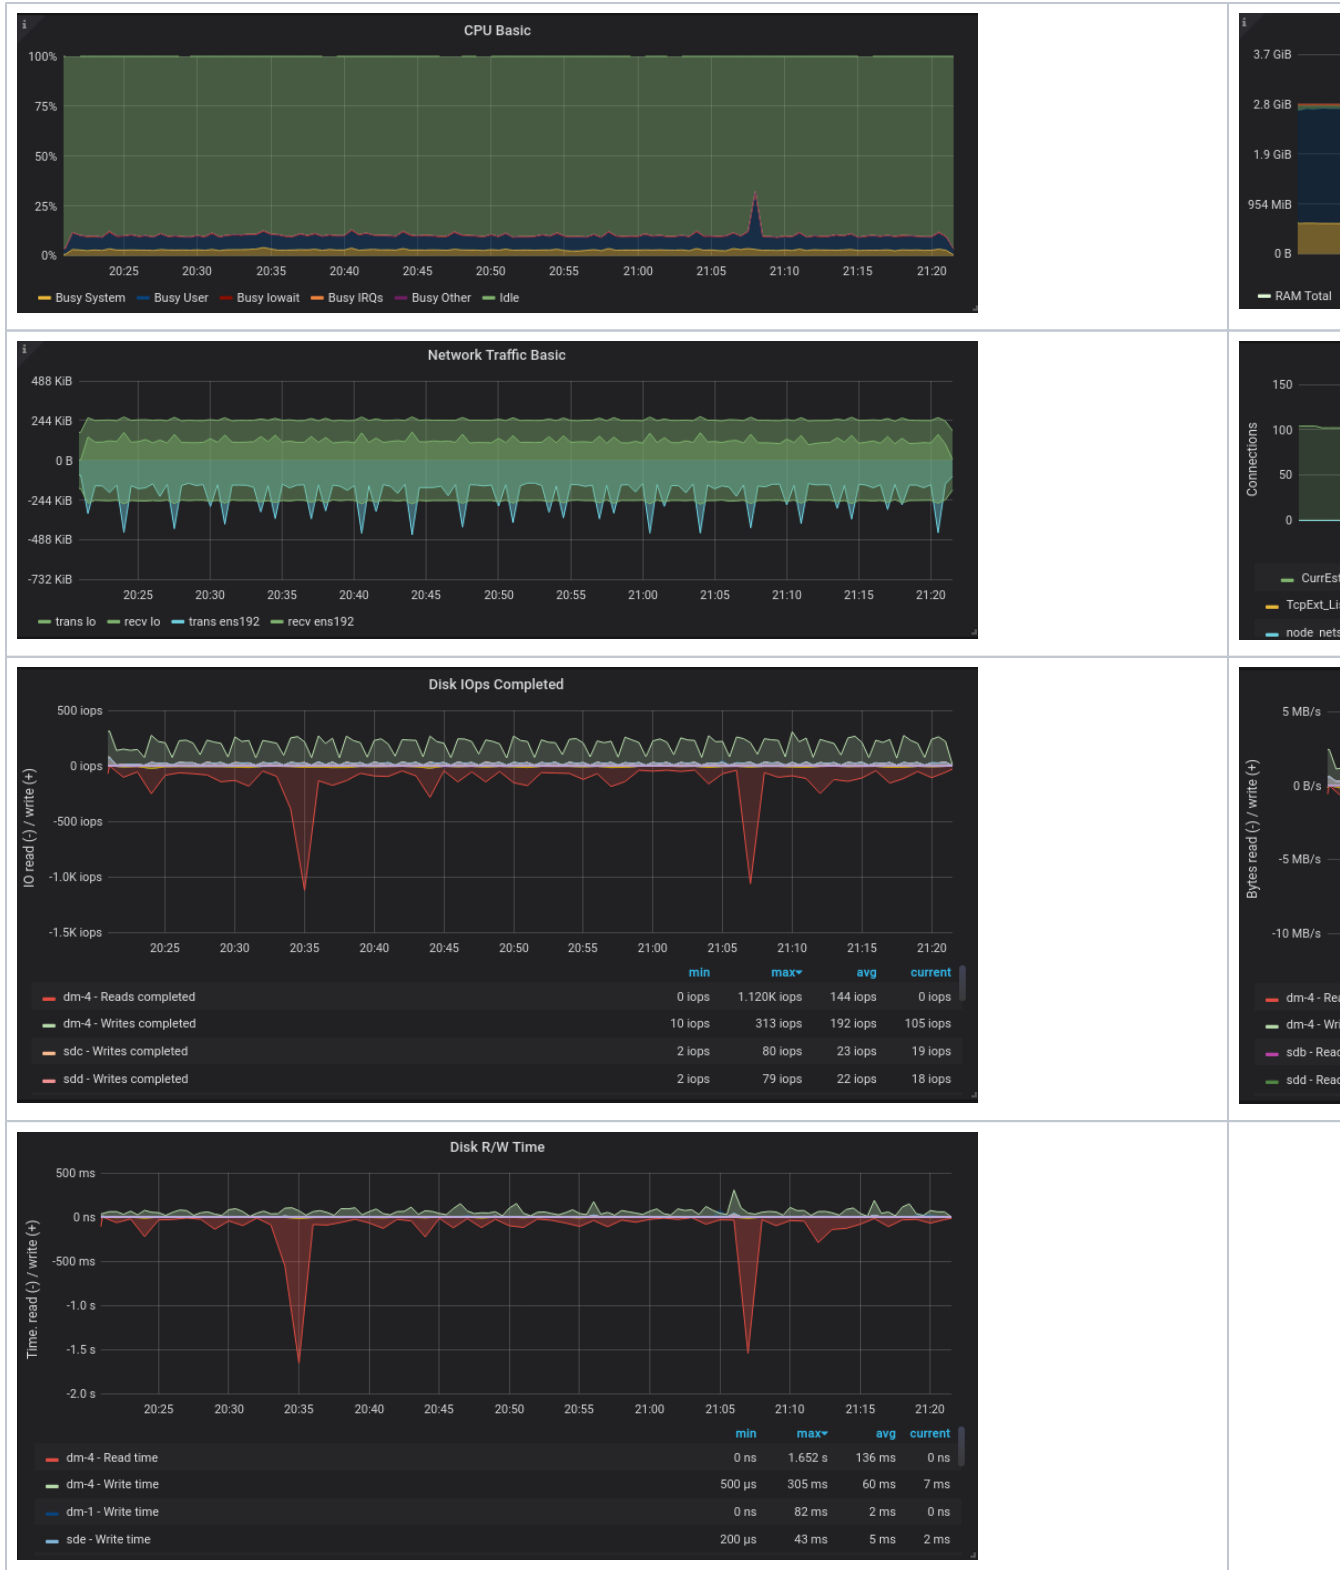 CPU Basic
100%
75%
50%
25%
0%
20:25 20:30 20:35 20:40 20:45 20:50 20:55 21:00 21:05 21:10 21:15 21:20
Busy System Busy User Busy Iowait Busy IRQs Busy Other Idle
3.7 GiB
2.8 GiB
1.9 GiB
954 MiB
0 B
RAM Total
Network Traffic Basic
488 KiB
244 KiB
0 B
-244 KiB
-488 KiB
-732 KiB
20:25 20:30 20:35 20:40 20:45 20:50 20:55 21:00 21:05 21:10 21:15 21:20
trans lo recv lo trans ens192 recv ens192
Connections
150
100
50
0
CurrEst
TcpExt_Lis
node_nets
Disk IOps Completed
IO read (-) / write (+)
500 iops
0 iops
-500 iops
-1.0K iops
-1.5K iops
20:25 20:30 20:35 20:40 20:45 20:50 20:55 21:00 21:05 21:10 21:15 21:20
min max avg current
dm-4 - Reads completed 0 iops 1.120K iops 144 iops 0 iops
dm-4 - Writes completed 10 iops 313 iops 192 iops 105 iops
sdc - Writes completed 2 iops 80 iops 23 iops 19 iops
sdd - Writes completed 2 iops 79 iops 22 iops 18 iops
Bytes read (-) / write (+)
5 MB/s
0 B/s
-5 MB/s
-10 MB/s
dm-4 - Rea
dm-4 - Wri
sdb - Read
sdd - Read
Disk R/W Time
Time. read (-) / write (+)
500 ms
0 ns
-500 ms
-1.0 s
-1.5 s
-2.0 s
20:25 20:30 20:35 20:40 20:45 20:50 20:55 21:00 21:05 21:10 21:15 21:20
min max avg current
dm-4 - Read time 0 ns 1.652 s 136 ms 0 ns
dm-4 - Write time 500 µs 305 ms 60 ms 7 ms
dm-1 - Write time 0 ns 82 ms 2 ms 0 ns
sde - Write time 200 µs 43 ms 5 ms 2 ms